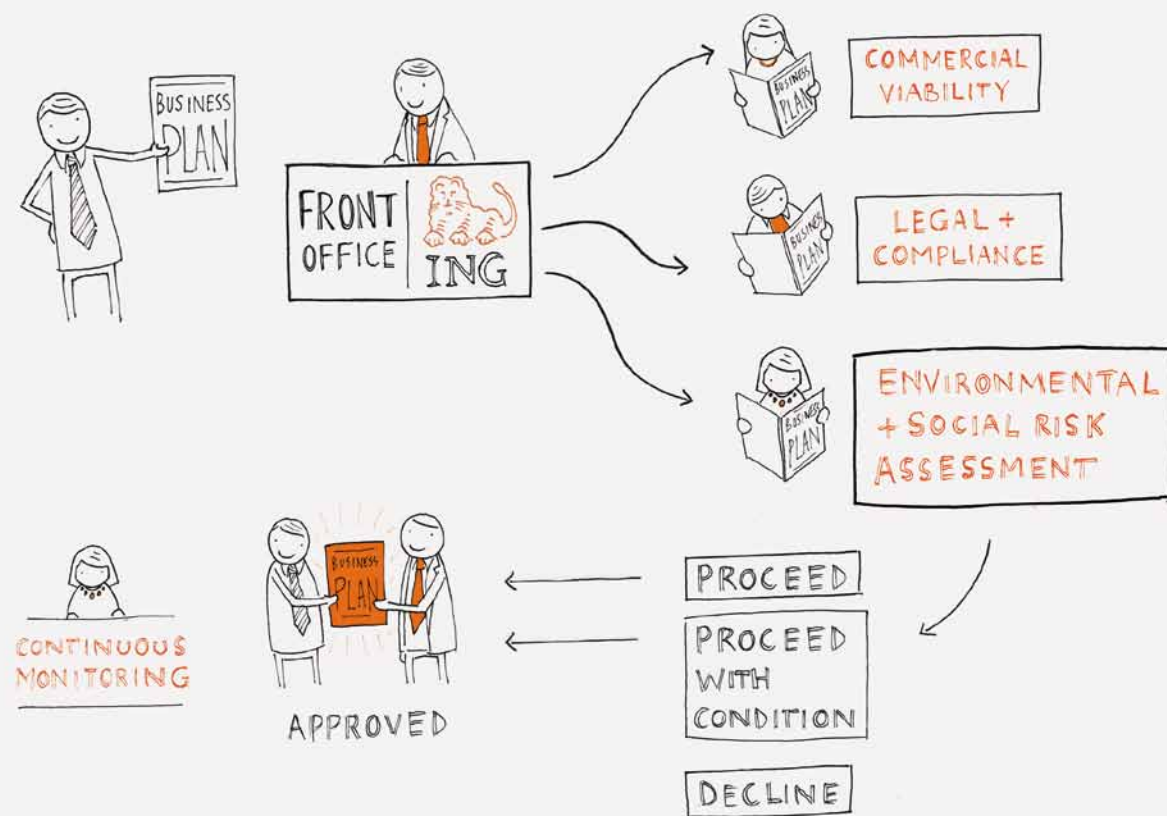 BUSINESS
PLAN
FRONT
OFFICE
ING
BUSINESS
PLAN
COMMERCIAL
VIABILITY
BUSINESS
PLAN
LEGAL +
COMPLIANCE
BUSINESS
PLAN
ENVIRONMENTAL
+ SOCIAL RISK
ASSESSMENT
PROCEED
PROCEED
WITH
CONDITION
DECLINE
BUSINESS
PLAN
APPROVED
CONTINUOUS
MONITORING